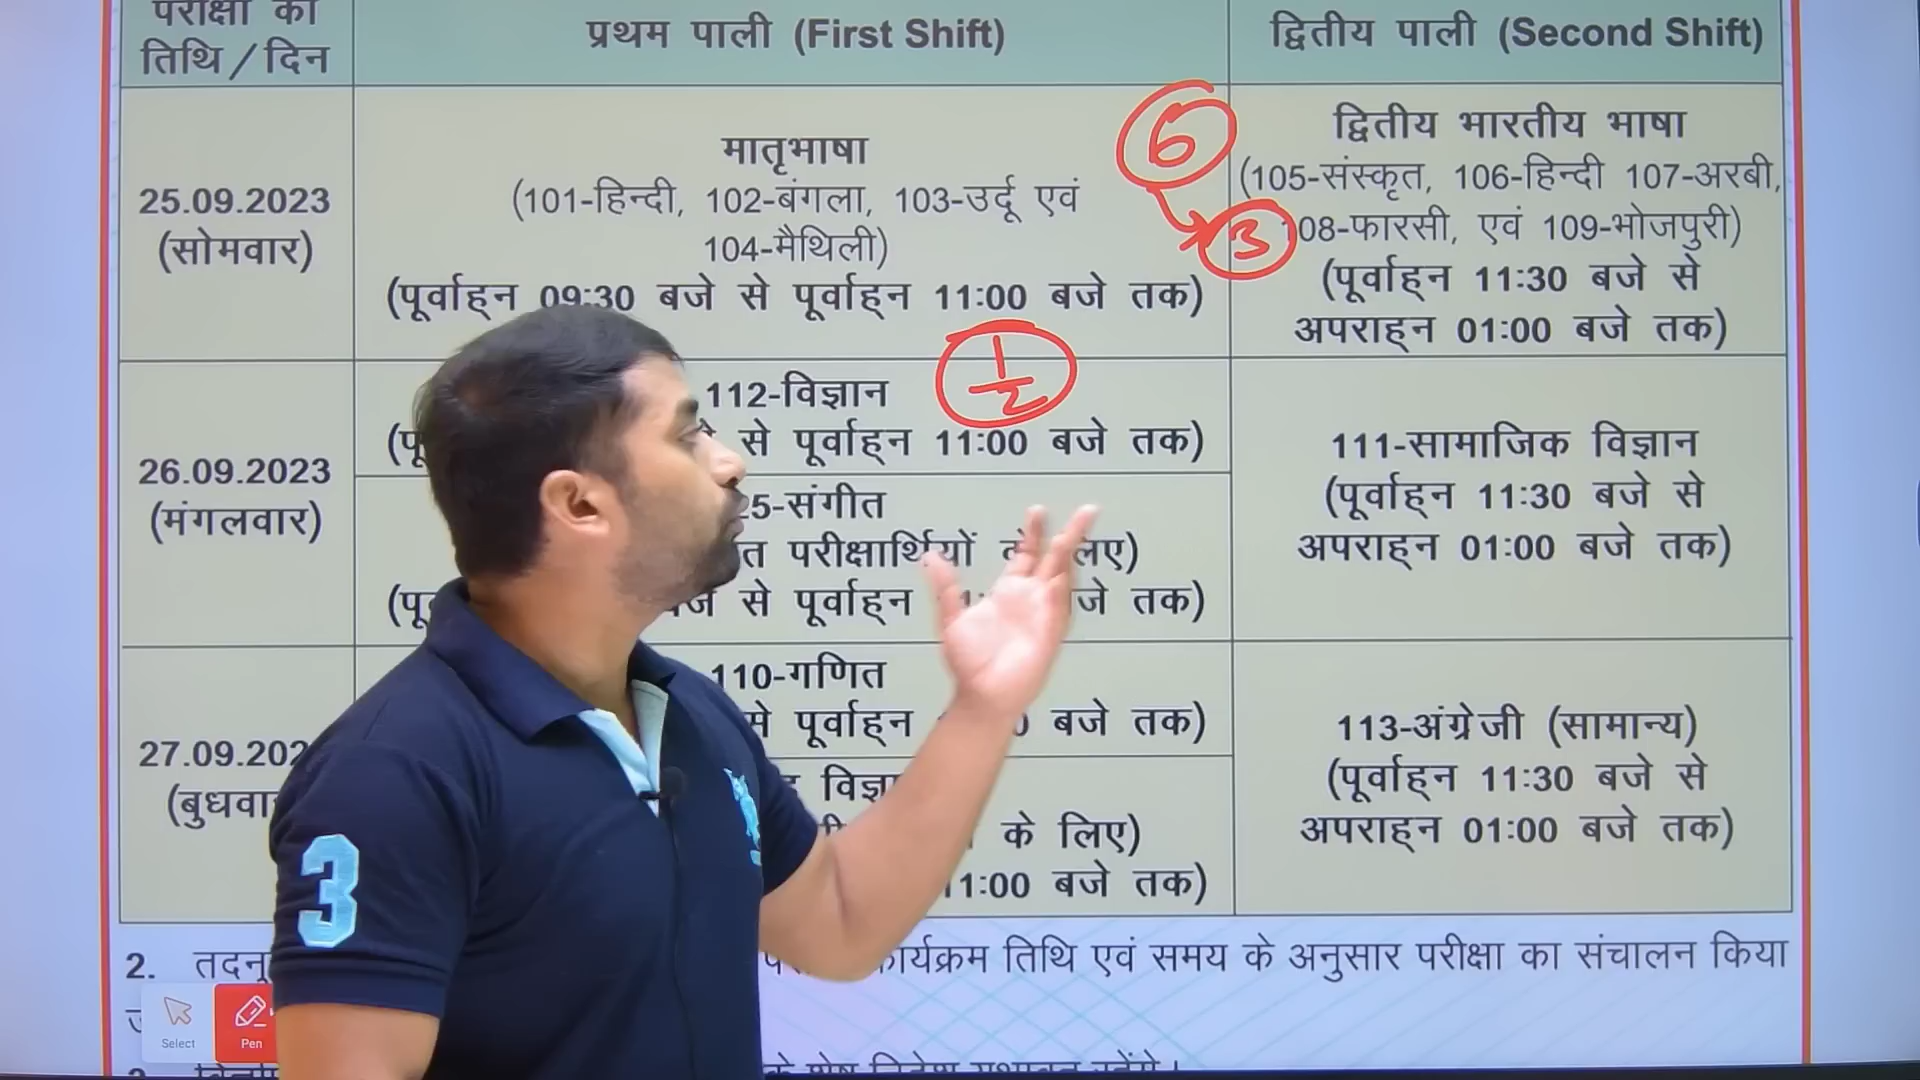 परीक्षा की
तिथि / दिन
प्रथम पाली (First Shift)
द्वितीय पाली (Second Shift)
25.09.2023
(सोमवार)
मातृभाषा
(101-हिन्दी, 102-बंगला, 103-उर्दू एवं
104-मैथिली)
(पूर्वाह्न 09:30 बजे से पूर्वाह्न 11:00 बजे तक)
6
3
द्वितीय भारतीय भाषा
(105-संस्कृत, 106-हिन्दी 107-अरबी,
108-फारसी, एवं 109-भोजपुरी)
(पूर्वाह्न 11:30 बजे से
अपराह्न 01:00 बजे तक)
26.09.2023
(मंगलवार)
112-विज्ञान
1/2
से पूर्वाह्न 11:00 बजे तक)
संगीत
परीक्षार्थियों
से पूर्वाह्न तक)
111-सामाजिक विज्ञान
(पूर्वाह्न 11:30 बजे से
अपराह्न 01:00 बजे तक)
27.09.202
110-गणित
से पूर्वाह्न बजे तक)
के लिए)
11:00 बजे तक)
113-अंग्रेजी (सामान्य)
(पूर्वाह्न 11:30 बजे से
अपराह्न 01:00 बजे तक)
2. कार्यक्रम तिथि एवं समय के अनुसार परीक्षा का संचालन किया
Select
Pen
3